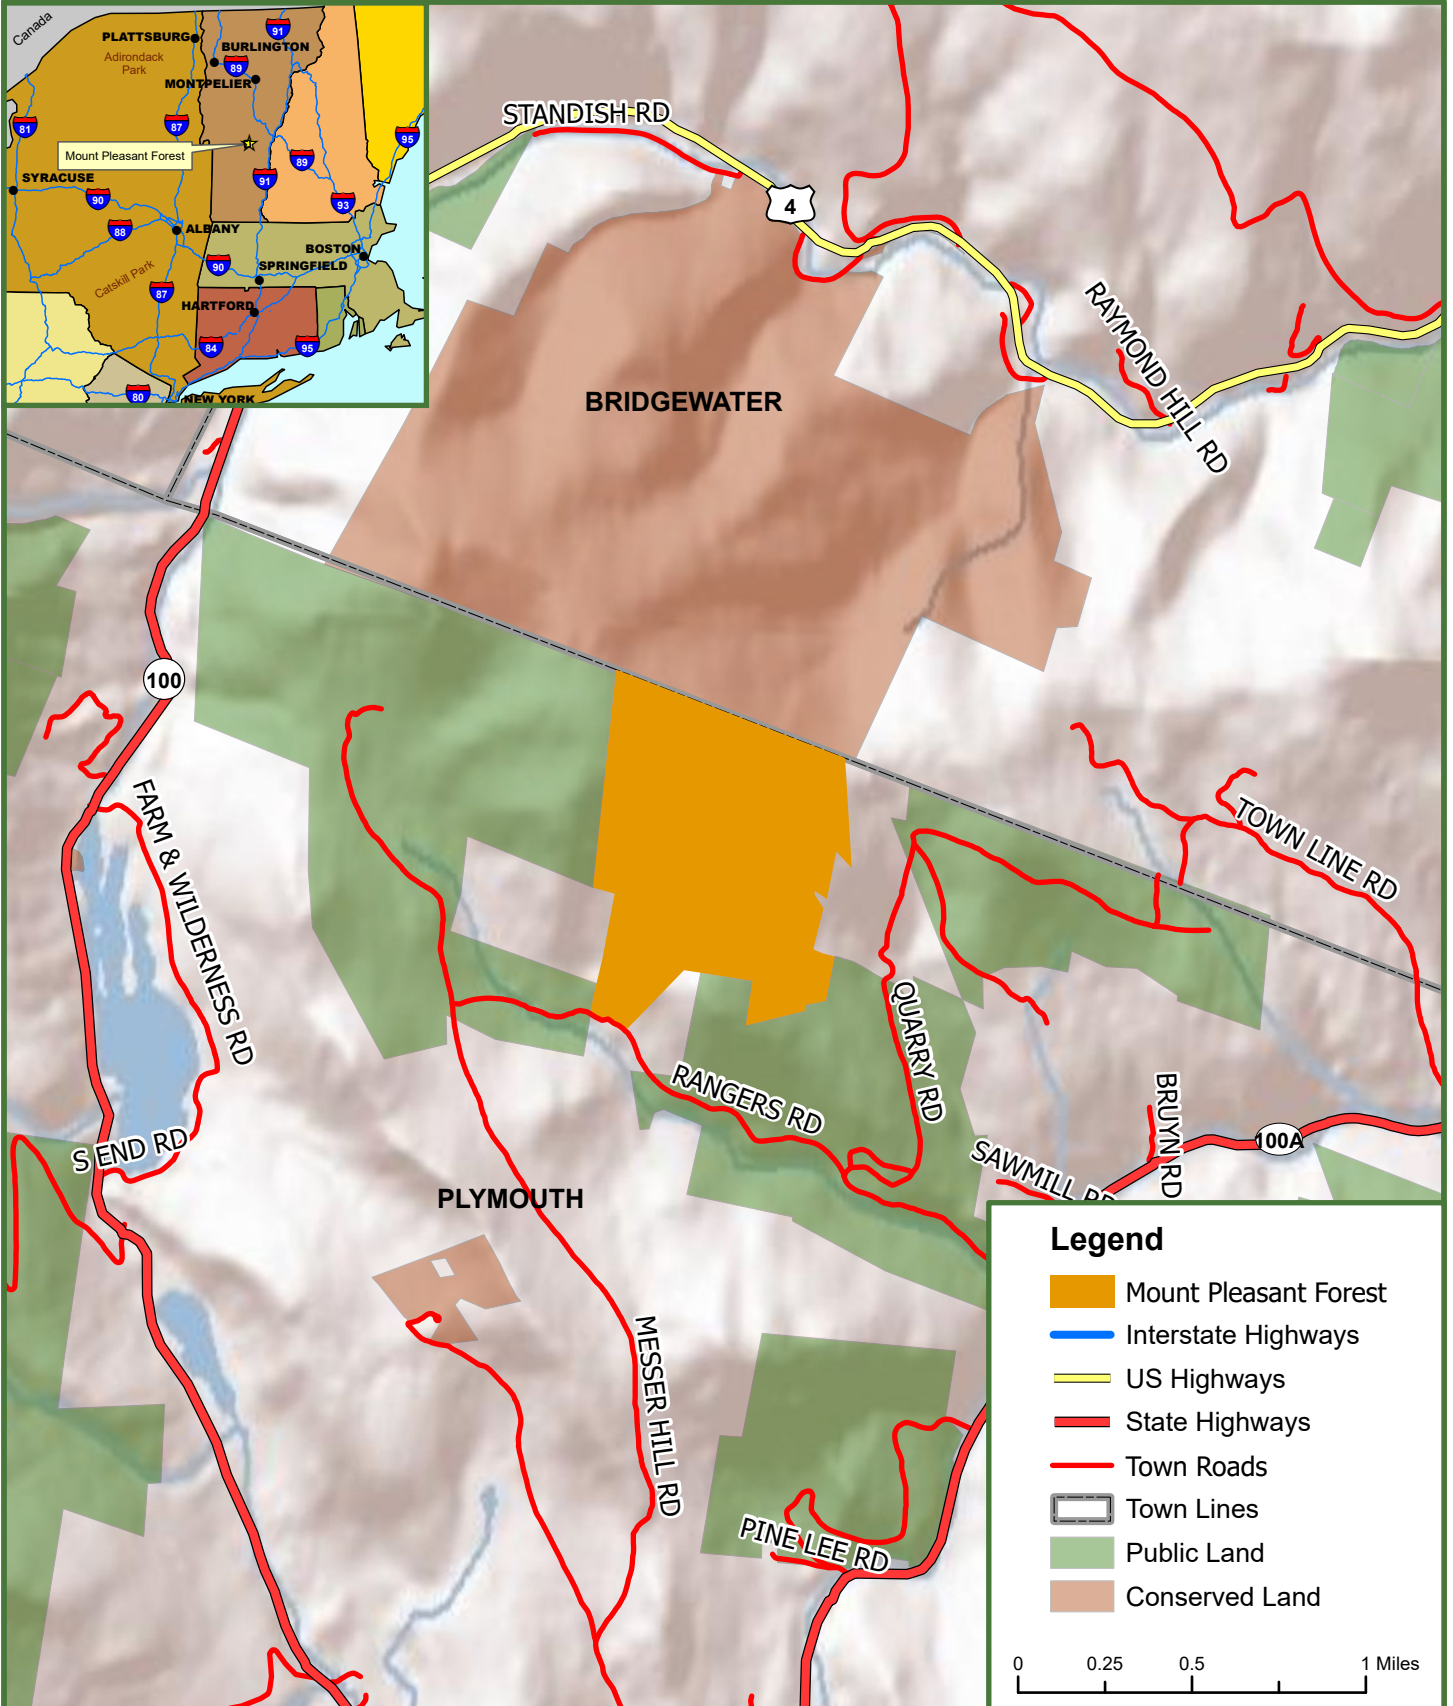 Canada
PLATTSBURG
Adirondack
Park
BURLINGTON
MONTPELIER
91
89
81
87
95
Mount Pleasant Forest
89
91
SYRACUSE
90
93
88
ALBANY
BOSTON
90
SPRINGFIELD
Catskill Park
87
HARTFORD
84
95
80
NEW YORK
STANDISH RD
4
RAYMOND HILL RD
BRIDGEWATER
100
FARM & WILDERNESS RD
TOWN LINE RD
QUARRY RD
RANGERS RD
BRUYN RD
100A
S END RD
SAWMILL RD
PLYMOUTH
MESSER HILL RD
PINE LEE RD
Legend
Mount Pleasant Forest
Interstate Highways
US Highways
State Highways
Town Roads
Town Lines
Public Land
Conserved Land
0 0.25 0.5 1 Miles